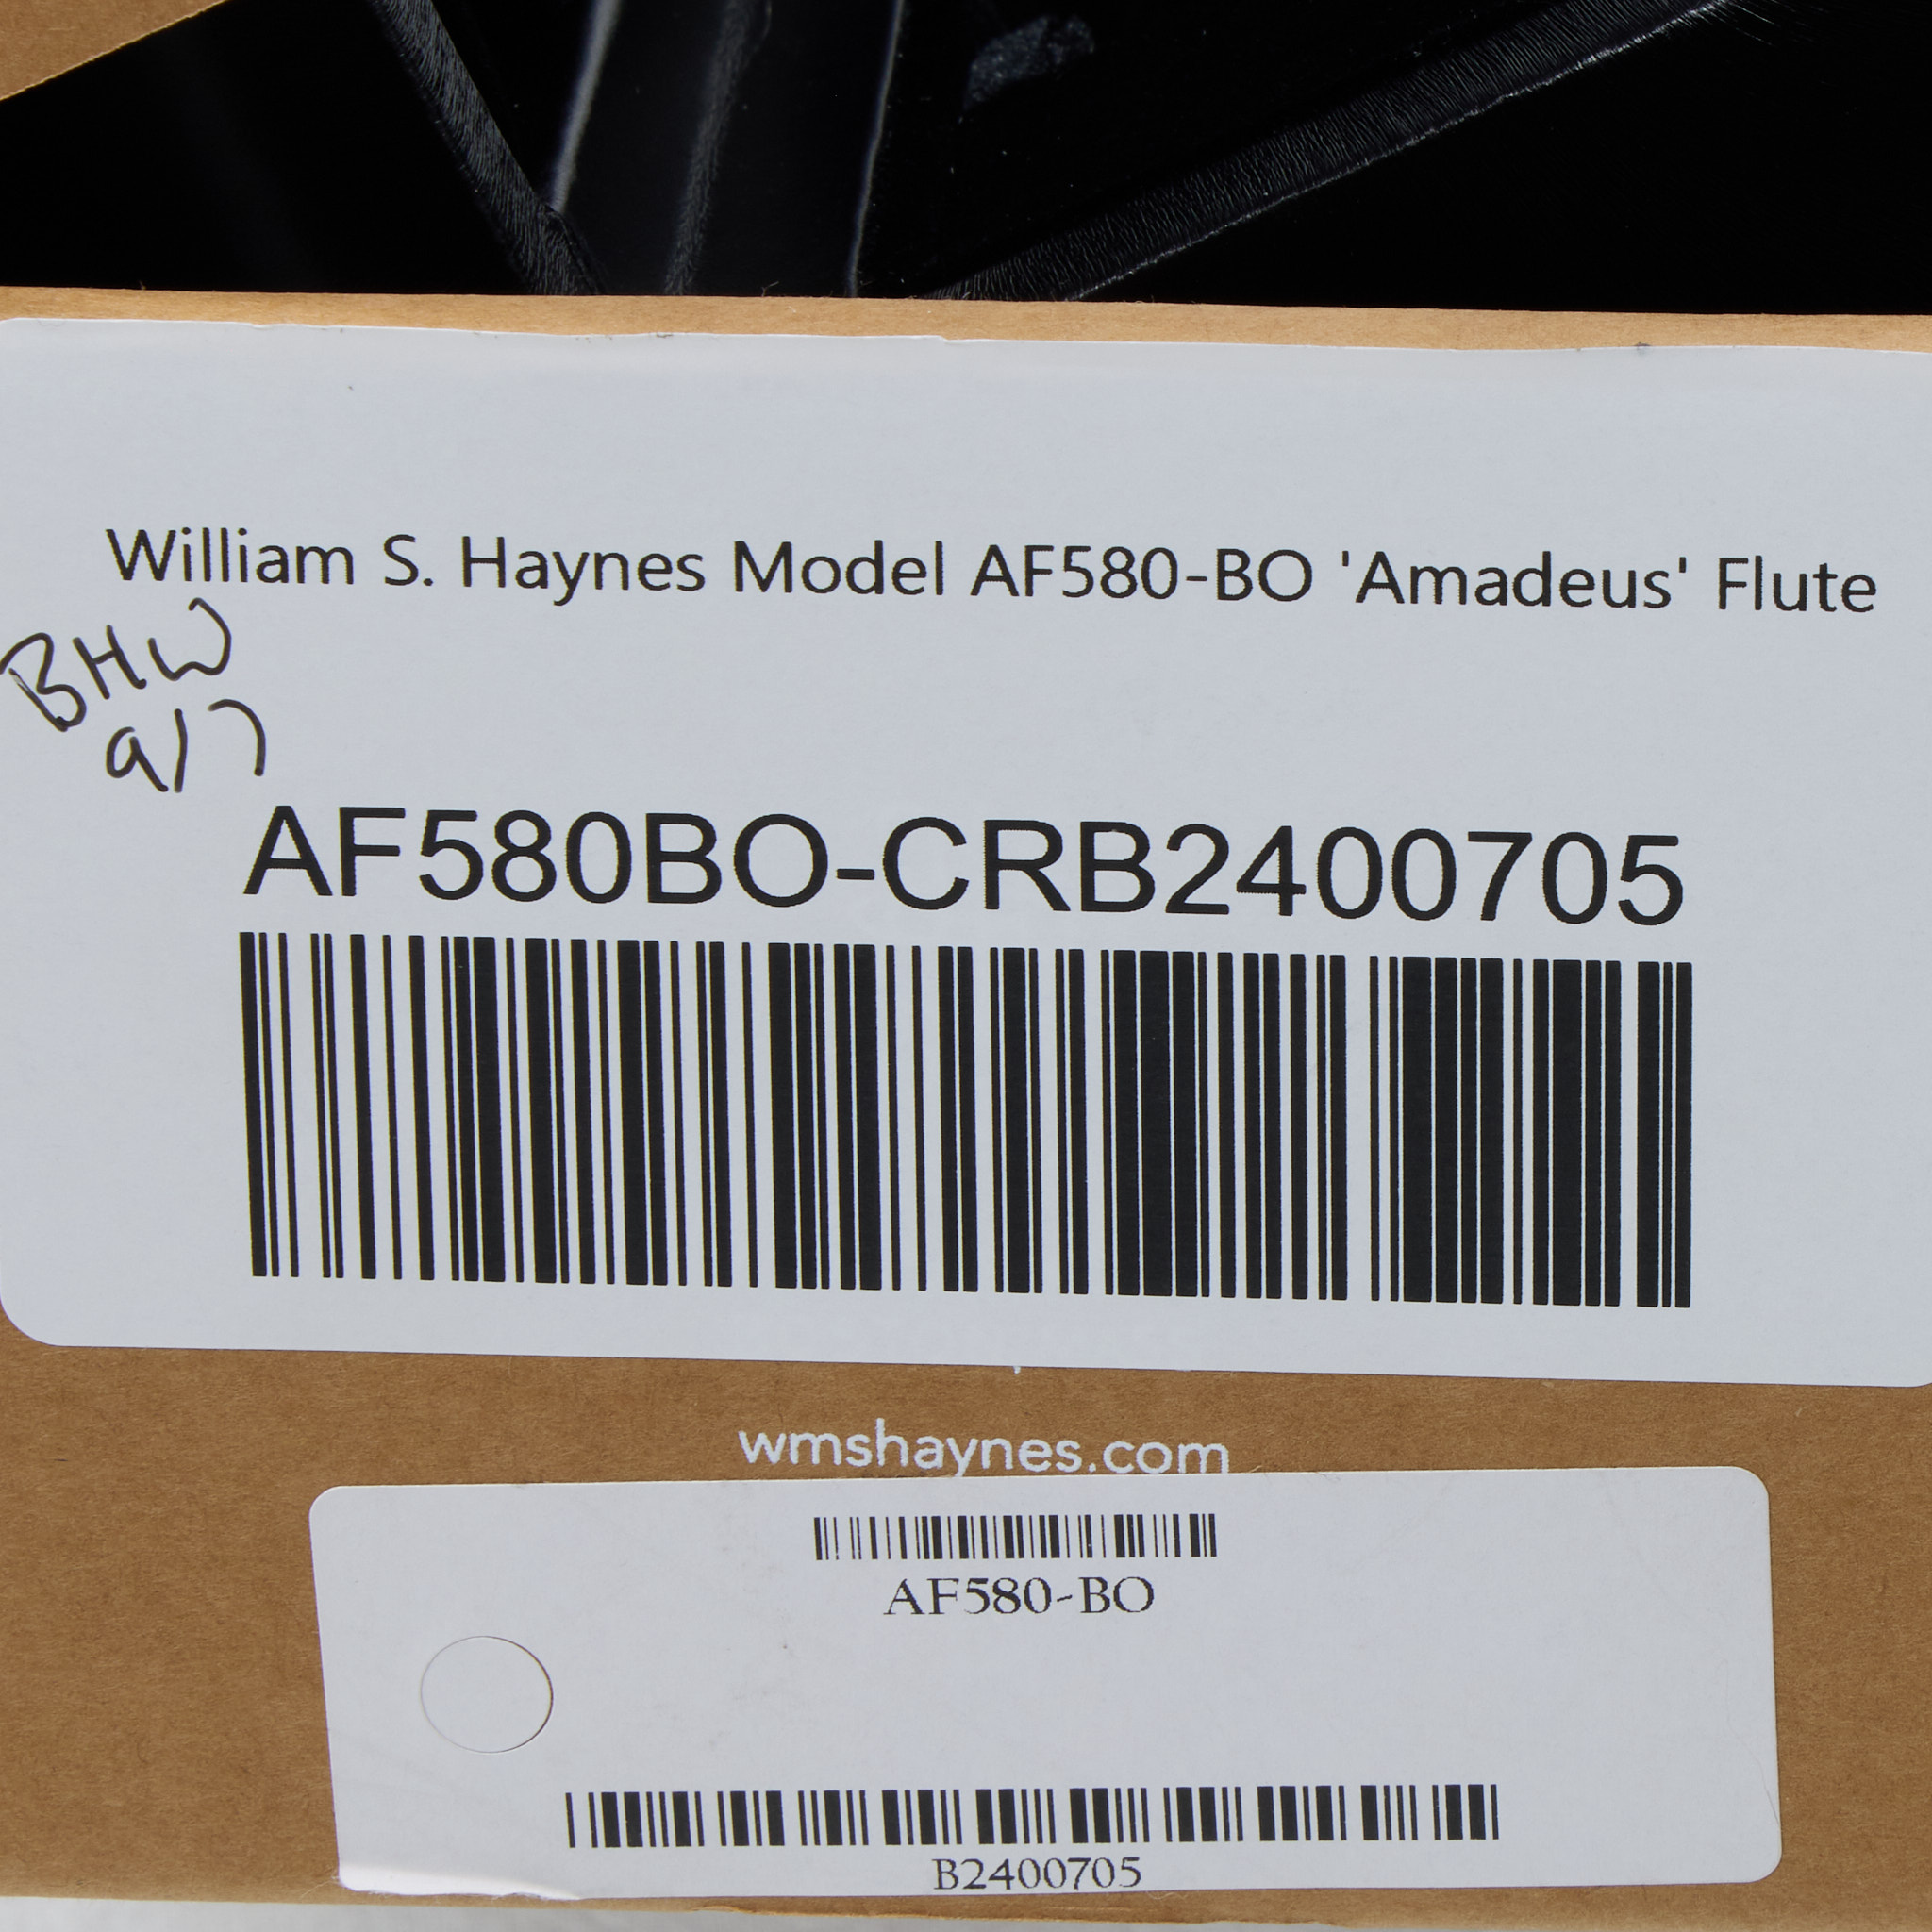 William S. Haynes Model AF580-BO 'Amadeus' Flute
BHW
9/7
AF580BO-CRB2400705
wmshaynes.com
AF580-BO
B2400705